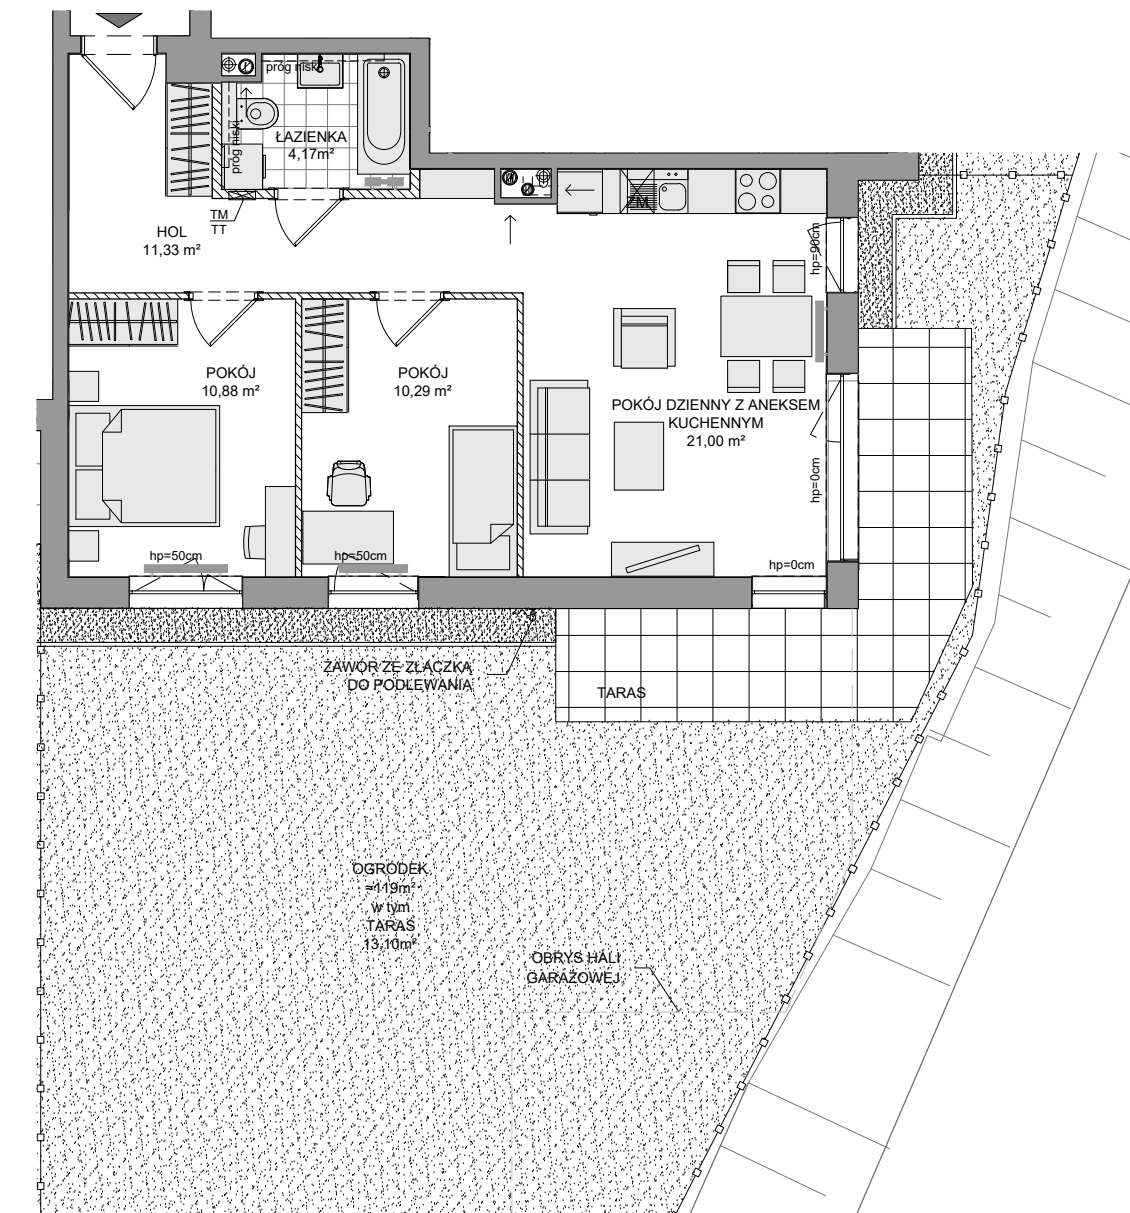 próg niski
ŁAZIENKA
4,17m²
próg niski
TM
TT
HOL
11,33 m²
ZM
hp=90cm
POKÓJ
10,88 m²
POKÓJ
10,29 m²
POKÓJ DZIENNY Z ANEKSEM
KUCHENNYM
21,00 m²
hp=0cm
hp=50cm
hp=50cm
hp=0cm
ZAWÓR ZE ZŁĄCZKĄ
DO PODLEWANIA
TARAS
OGRÓDEK
≈119m²
w tym
TARAS
13,10m²
OBRYS HALI
GARAŻOWEJ